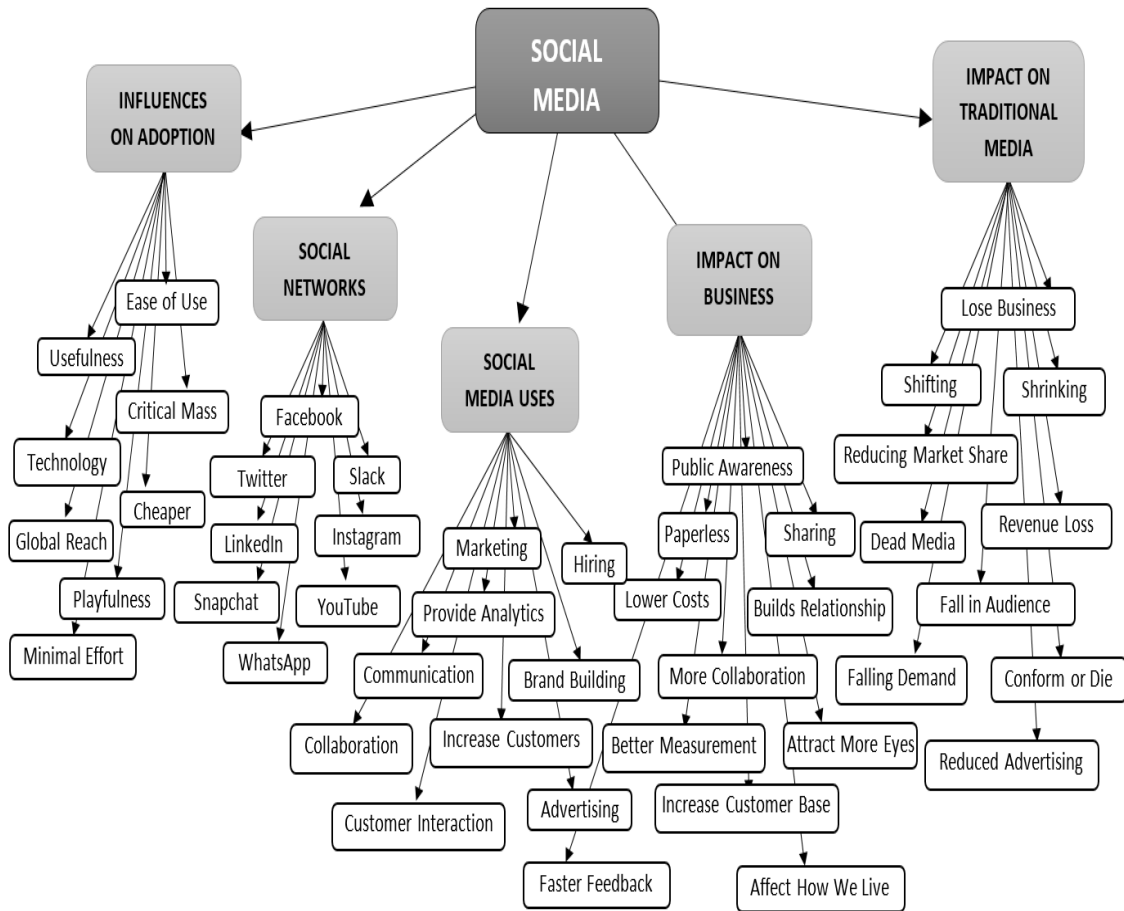 SOCIAL
MEDIA
INFLUENCES
ON ADOPTION
Ease of Use
Usefulness
Critical Mass
Technology
Cheaper
Global Reach
Playfulness
Minimal Effort
SOCIAL
NETWORKS
Facebook
Twitter
Slack
LinkedIn
Instagram
Snapchat
YouTube
WhatsApp
SOCIAL
MEDIA USES
Marketing
Hiring
Provide Analytics
Communication
Brand Building
Collaboration
Increase Customers
Advertising
Customer Interaction
IMPACT ON
BUSINESS
Public Awareness
Paperless
Sharing
Lower Costs
Builds Relationship
More Collaboration
Better Measurement
Attract More Eyes
Increase Customer Base
Faster Feedback
Affect How We Live
IMPACT ON
TRADITIONAL
MEDIA
Lose Business
Shifting
Shrinking
Reducing Market Share
Revenue Loss
Dead Media
Fall in Audience
Falling Demand
Conform or Die
Reduced Advertising